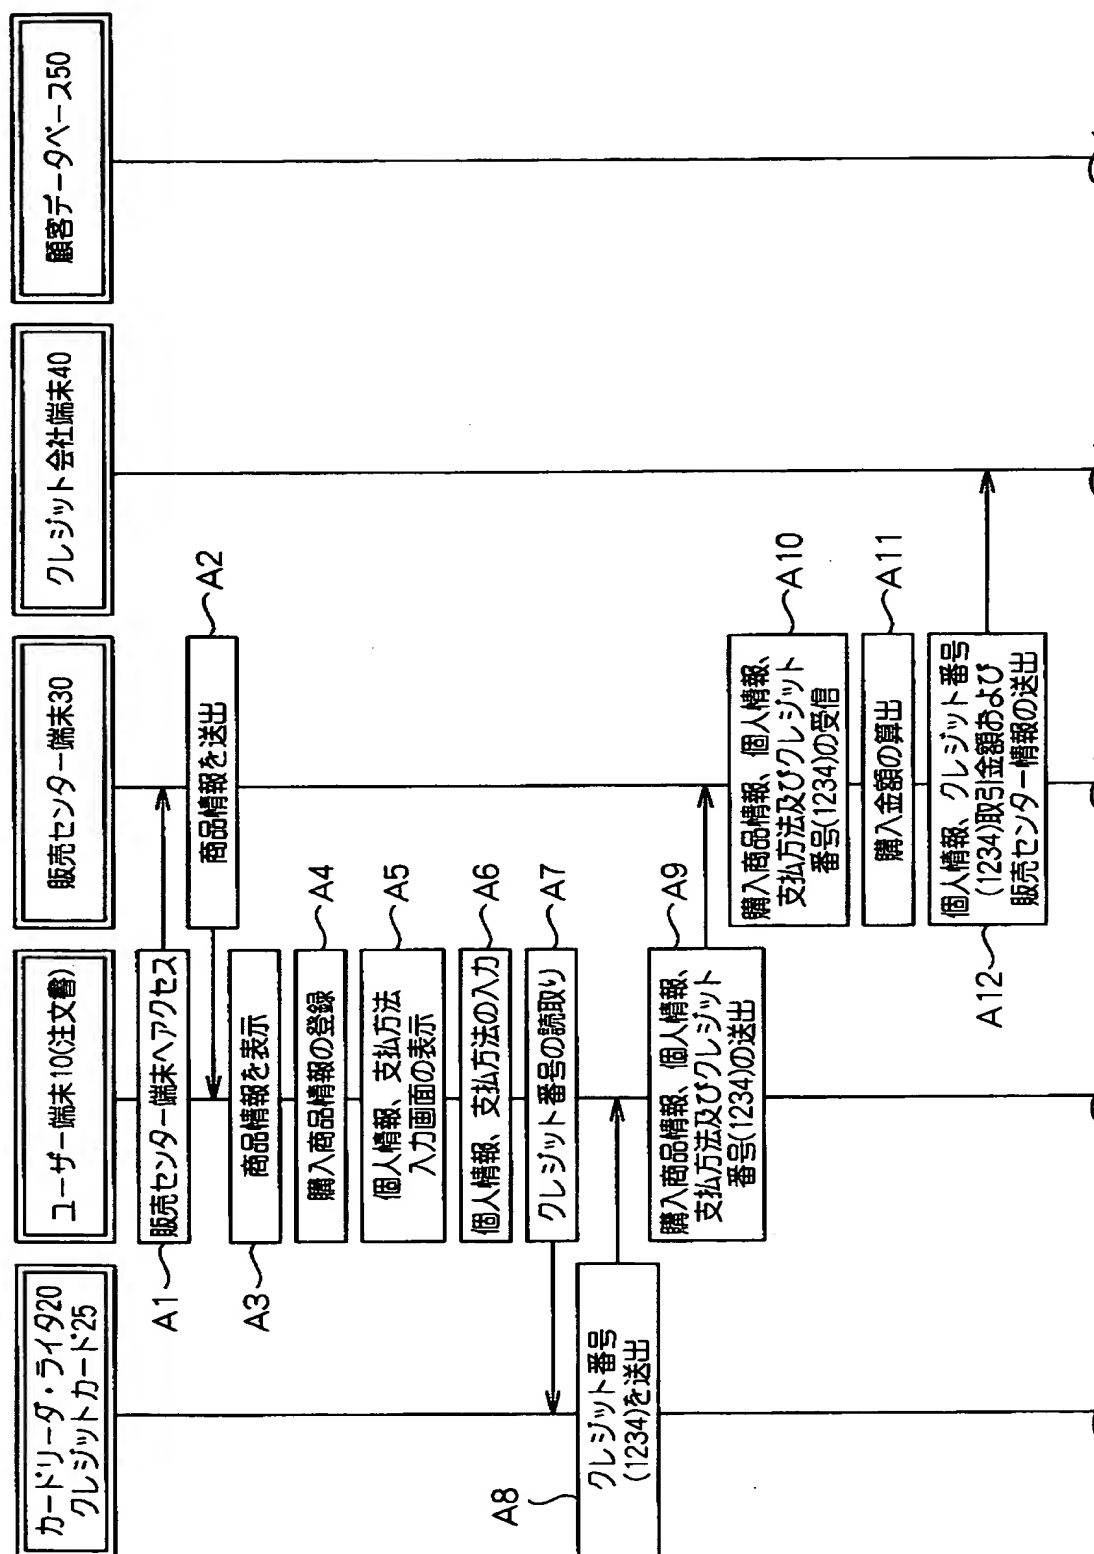 カードリーダ・ライタ20
クレジットカード25
ユーザー端末10(注文書)
販売センター端末30
クレジット会社端末40
顧客データベース50
A1
販売センター端末へアクセス
商品情報を送出
A2
A3
商品情報を表示
購入商品情報の登録
A4
個人情報、支払方法
入力画面の表示
A5
個人情報、支払方法の入力
A6
クレジット番号の読取り
A7
A8
クレジット番号
(1234)を送出
購入商品情報、個人情報、
支払方法及びクレジット
番号(1234)の送出
A9
購入商品情報、個人情報、
支払方法及びクレジット
番号(1234)の受信
A10
購入金額の算出
A11
A12
個人情報、クレジット番号
(1234)取引金額および
販売センター情報の送出